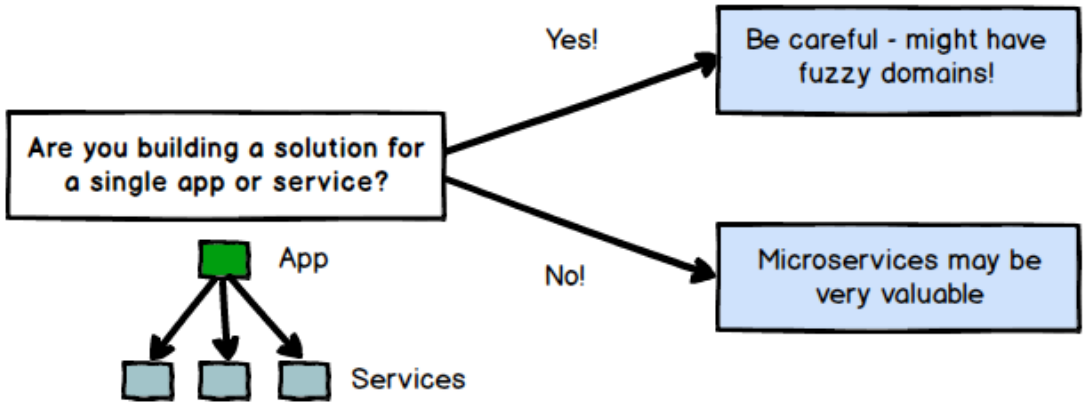 Yes!
Be careful - might have
fuzzy domains!
Are you building a solution for
a single app or service?
App
No!
Microservices may be
very valuable
Services